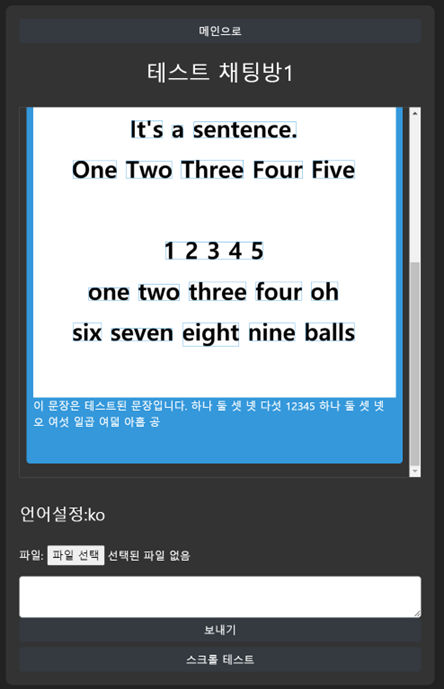 메인으로
테스트 채팅방1
It's a sentence.
One Two Three Four Five
1 2 3 4 5
one two three four oh
six seven eight nine balls
이 문장은 테스트된 문장입니다. 하나 둘 셋 넷 다섯 12345 하나 둘 셋 넷
오 여섯 일곱 여덟 아홉 공
언어설정:ko
파일: 파일 선택 선택된 파일 없음
보내기
스크롤 테스트